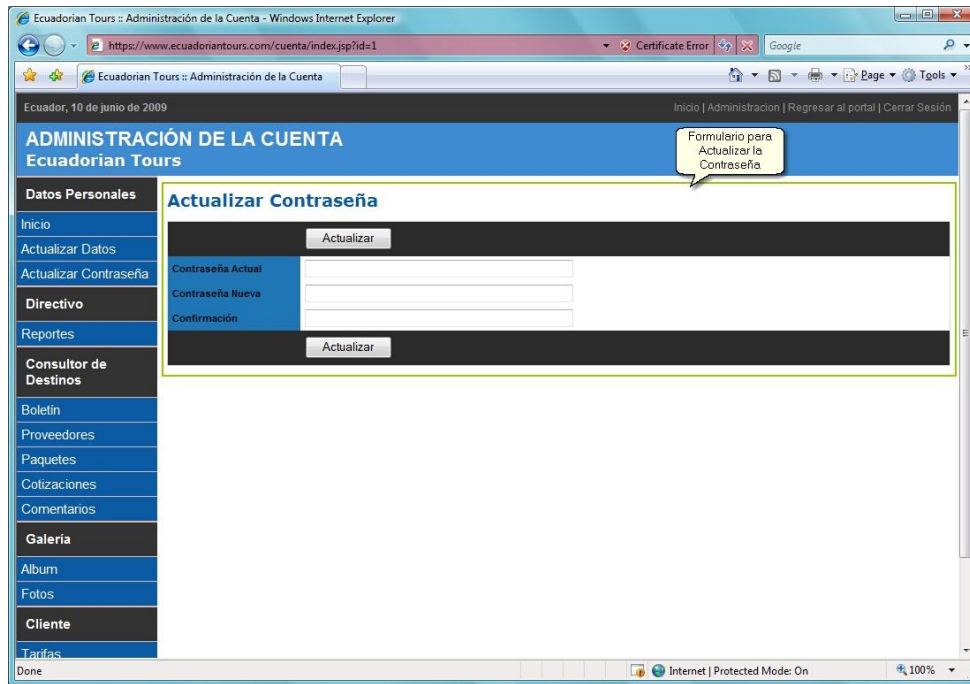 Ecuadorian Tours :: Administración de la Cuenta - Windows Internet Explorer
https://www.ecuadoriantours.com/cuenta/index.jsp?id=1
Certificate Error
Google
Ecuadorian Tours :: Administración de la Cuenta
Page
Tools
Ecuador, 10 de junio de 2009
Inicio | Administracion | Regresar al portal | Cerrar Sesión
ADMINISTRACIÓN DE LA CUENTA
Ecuadorian Tours
Formulario para
Actualizar la
Contraseña
Datos Personales
Inicio
Actualizar Datos
Actualizar Contraseña
Directivo
Reportes
Consultor de
Destinos
Boletín
Proveedores
Paquetes
Cotizaciones
Comentarios
Galería
Album
Fotos
Cliente
Tarifas
Actualizar Contraseña
Actualizar
Contraseña Actual
Contraseña Nueva
Confirmación
Actualizar
Done
Internet | Protected Mode: On
100%